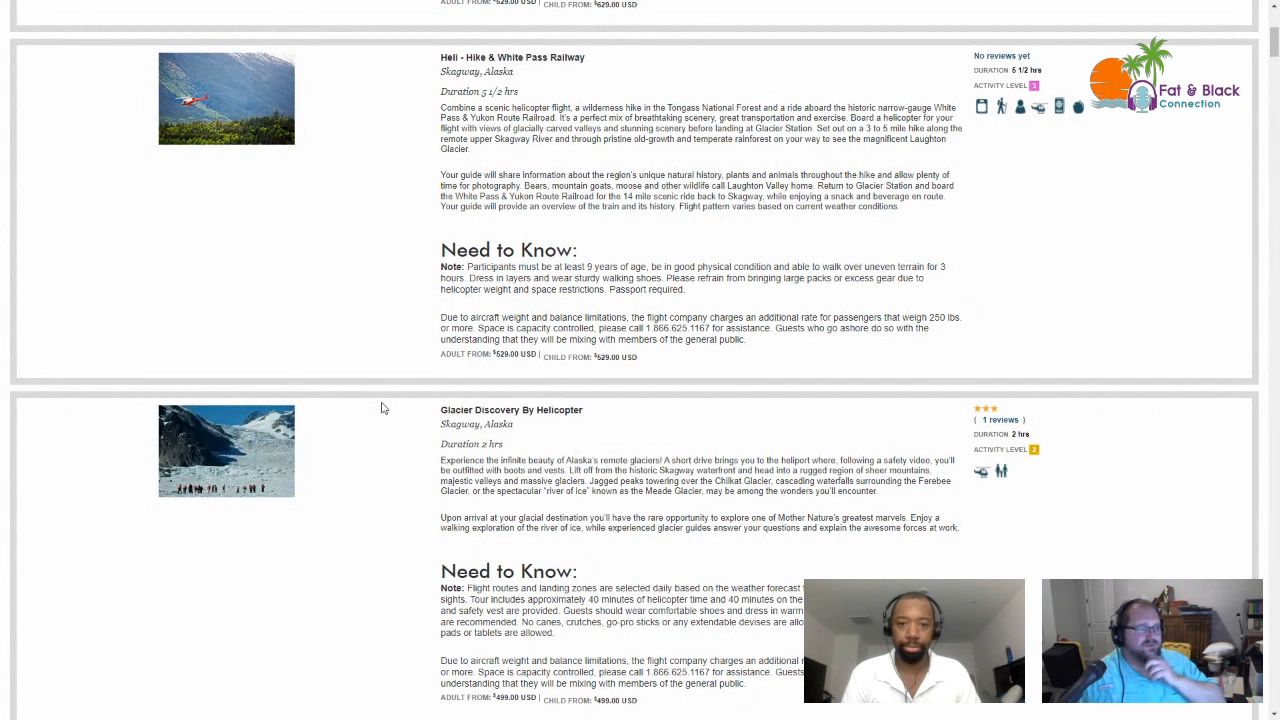 ADULT FROM: $629.00 USD | CHILD FROM: $629.00 USD
Heli - Hike & White Pass Railway
Skagway, Alaska
Duration 5 1/2 hrs
Combine a scenic helicopter flight, a wilderness hike in the Tongass National Forest and a ride aboard the historic narrow-gauge White
Pass & Yukon Route Railroad. It's a perfect mix of breathtaking scenery, great transportation and exercise. Board a helicopter for your
flight with views of glacially carved valleys and stunning scenery before landing at Glacier Station. Set out on a 3 to 5 mile hike along the
remote upper Skagway River and through pristine old-growth and temperate rainforest on your way to see the magnificent Laughton
Glacier.
Your guide will share information about the region's unique natural history, plants and animals throughout the hike and allow plenty of
time for photography. Bears, mountain goats, moose and other wildlife call Laughton Valley home. Return to Glacier Station and board
the White Pass & Yukon Route Railroad for the 14 mile scenic ride back to Skagway, while enjoying a snack and beverage en route.
Your guide will provide an overview of the train and its history. Flight pattern varies based on current weather conditions.
Need to Know:
Note: Participants must be at least 9 years of age, be in good physical condition and able to walk over uneven terrain for 3
hours. Dress in layers and wear sturdy walking shoes. Please refrain from bringing large packs or excess gear due to
helicopter weight and space restrictions. Passport required.
Due to aircraft weight and balance limitations, the flight company charges an additional rate for passengers that weigh 250 lbs.
or more. Space is capacity controlled, please call 1.866.625.1167 for assistance. Guests who go ashore do so with the
understanding that they will be mixing with members of the general public.
ADULT FROM: $529.00 USD | CHILD FROM: $529.00 USD
No reviews yet
DURATION 5 1/2 hrs
ACTIVITY LEVEL 3
Fat & Black
Connection
Glacier Discovery By Helicopter
Skagway, Alaska
Duration 2 hrs
Experience the infinite beauty of Alaska's remote glaciers! A short drive brings you to the heliport where, following a safety video, you'll
be outfitted with boots and vests. Lift off from the historic Skagway waterfront and head into a rugged region of sheer mountains,
majestic valleys and massive glaciers. Jagged peaks towering over the Chilkat Glacier, cascading waterfalls surrounding the Ferebee
Glacier, or the spectacular "river of ice" known as the Meade Glacier, may be among the wonders you'll encounter.
Upon arrival at your glacial destination you'll have the rare opportunity to explore one of Mother Nature's greatest marvels. Enjoy a
walking exploration of the river of ice, while experienced glacier guides answer your questions and explain the awesome forces at work.
Need to Know:
Note: Flight routes and landing zones are selected daily based on the weather forecast
sights. Tour includes approximately 40 minutes of helicopter time and 40 minutes on the
and safety vest are provided. Guests should wear comfortable shoes and dress in warm
are recommended. No canes, crutches, go-pro sticks or any extendable devises are allo
pads or tablets are allowed.
Due to aircraft weight and balance limitations, the flight company charges an additional
or more. Space is capacity controlled, please call 1.866.625.1167 for assistance. Guests
understanding that they will be mixing with members of the general public.
ADULT FROM: $499.00 USD | CHILD FROM: $499.00 USD
( 1 reviews )
DURATION 2 hrs
ACTIVITY LEVEL 2